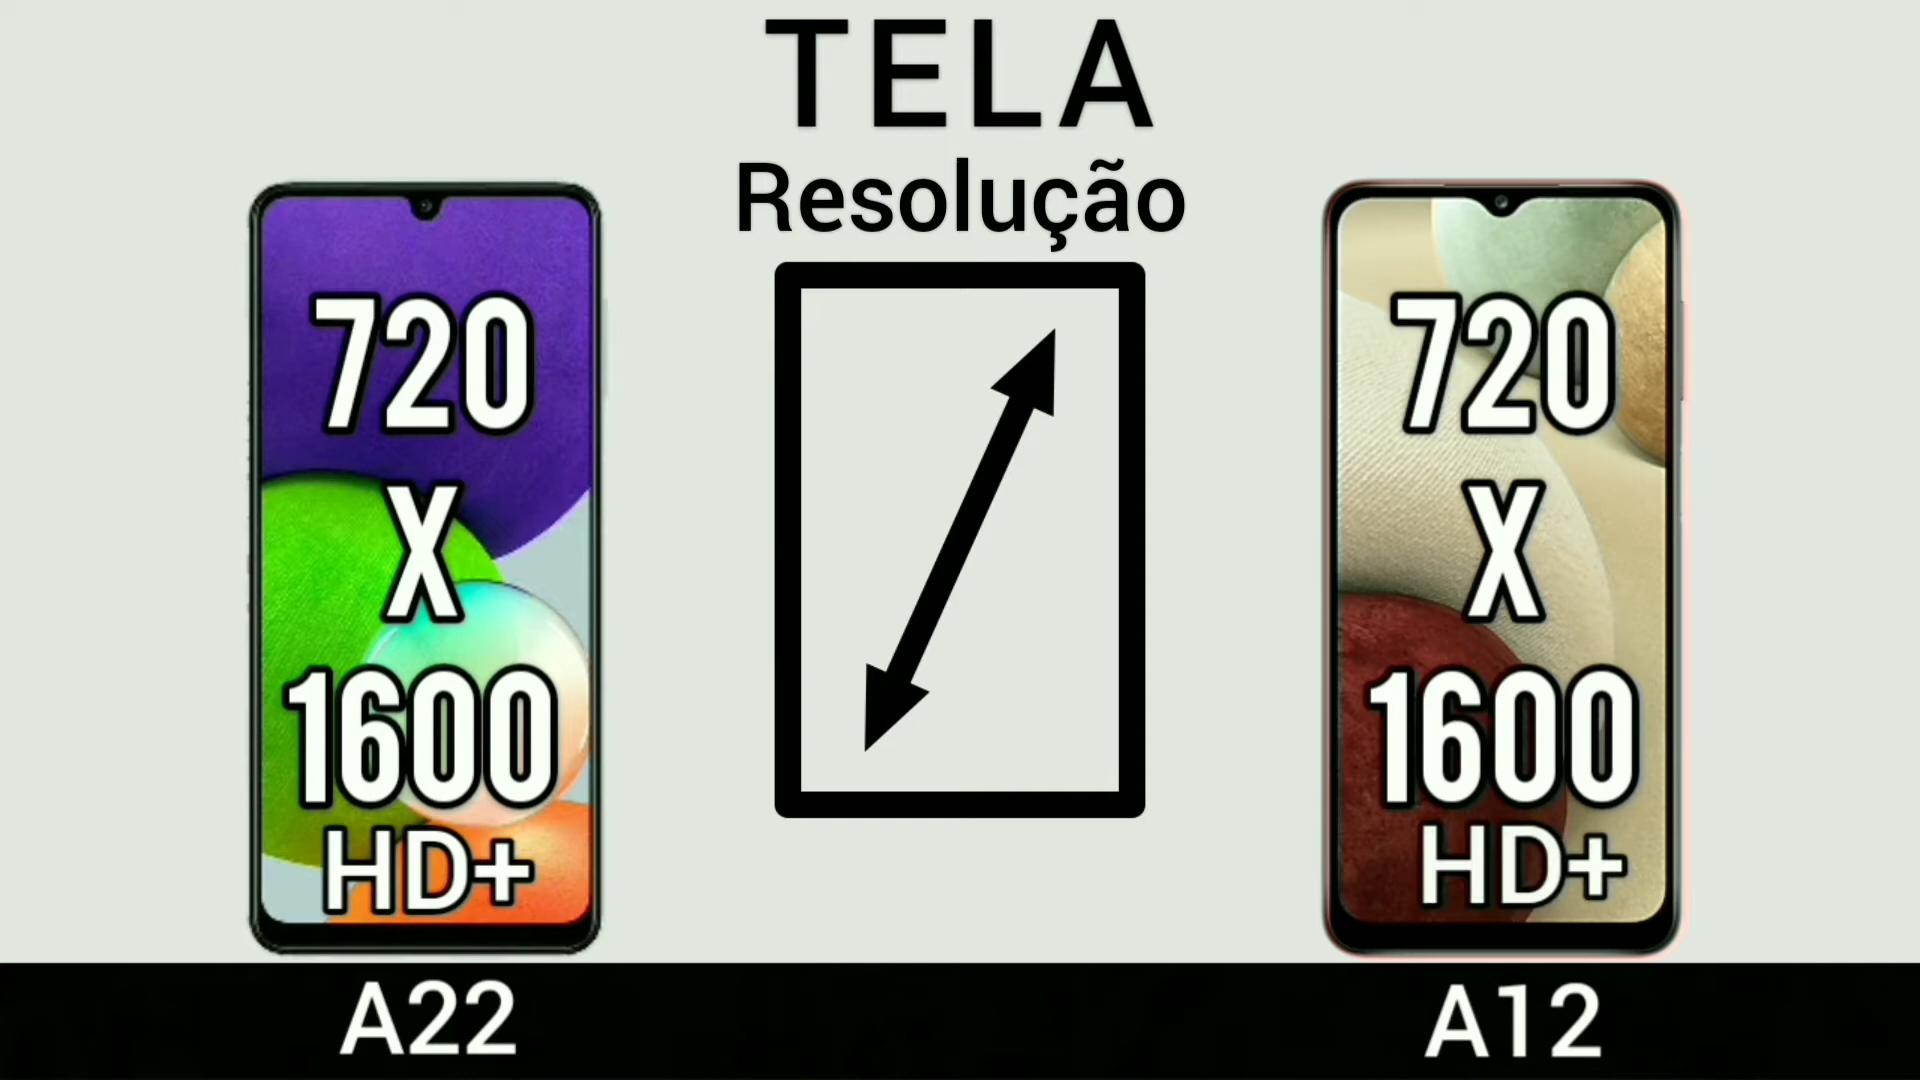 TELA
Resolução
720
X
1600
HD+
720
X
1600
HD+
A22
A12